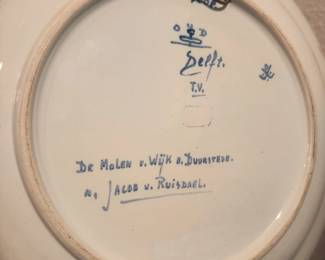 O D
Delft.
T.V.
DE MOLEN v. WIJK B. DUURSTEDE.
n, JACOB v. RUISDAEL.